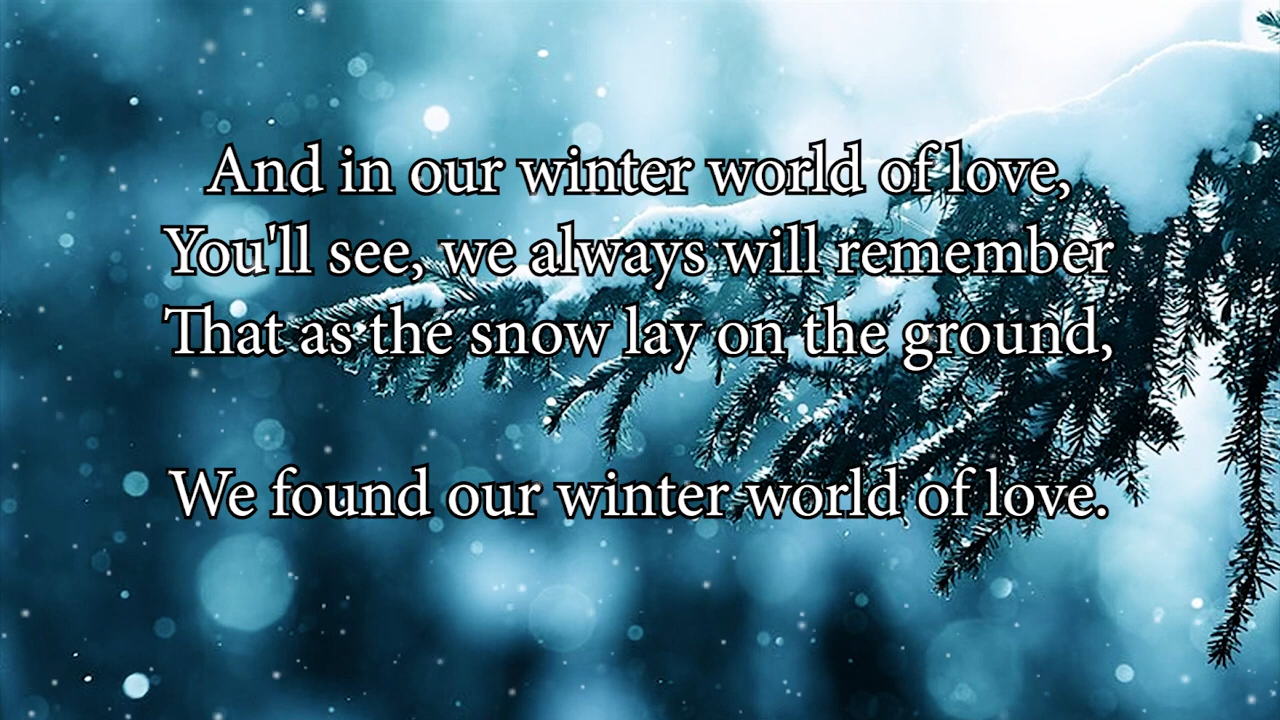 And in our winter world of love,
You'll see, we always will remember
That as the snow lay on the ground,
We found our winter world of love.